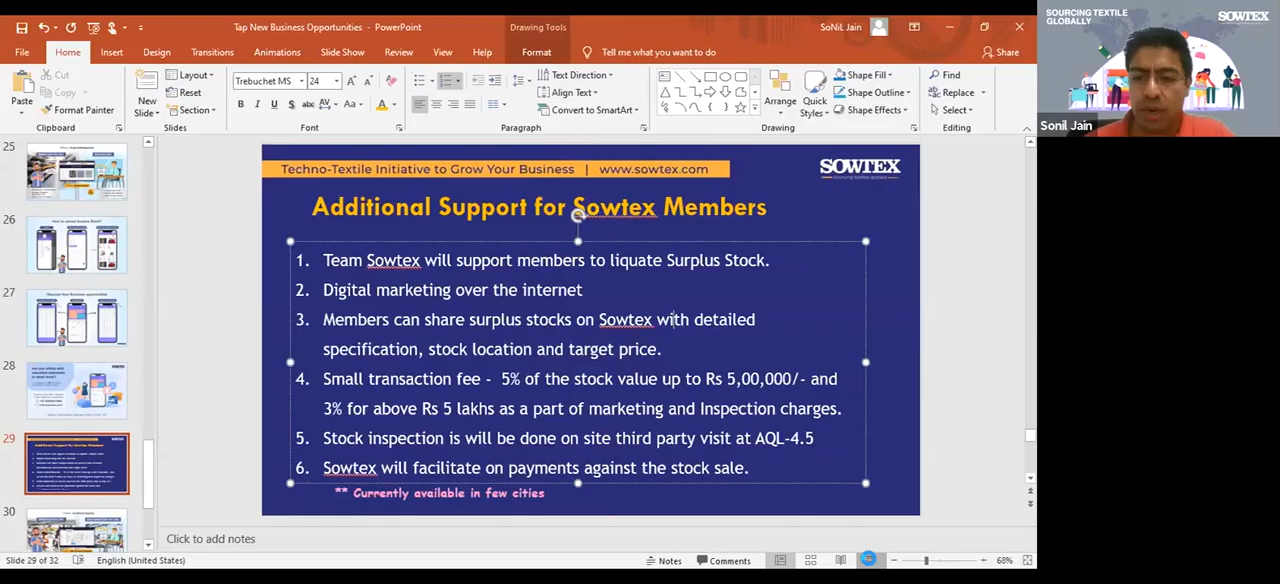 Tap New Business Opportunities - PowerPoint
Drawing Tools
SoNiL Jain
File Home Insert Design Transitions Animations Slide Show Review View Help Format Tell me what you want to do Share
Paste
Cut
Copy
Format Painter
Clipboard
New Slide
Layout
Reset
Section
Slides
Trebuchet MS 24
B I U S abc AV Aa A
Font
Text Direction
Align Text
Convert to SmartArt
Paragraph
Arrange
Quick Styles
Shape Fill
Shape Outline
Shape Effects
Drawing
Find
Replace
Select
Editing
25
26
27
28
29
30
Techno-Textile Initiative to Grow Your Business | www.sowtex.com
SOWTEX
Additional Support for Sowtex Members
1. Team Sowtex will support members to liquate Surplus Stock.
2. Digital marketing over the internet
3. Members can share surplus stocks on Sowtex with detailed
specification, stock location and target price.
4. Small transaction fee - 5% of the stock value up to Rs 5,00,000/- and
3% for above Rs 5 lakhs as a part of marketing and Inspection charges.
5. Stock inspection is will be done on site third party visit at AQL-4.5
6. Sowtex will facilitate on payments against the stock sale.
** Currently available in few cities
Click to add notes
Slide 29 of 32 English (United States) Notes Comments 68%
SOURCING TEXTILE
GLOBALLY
SOWTEX
Sonil Jain